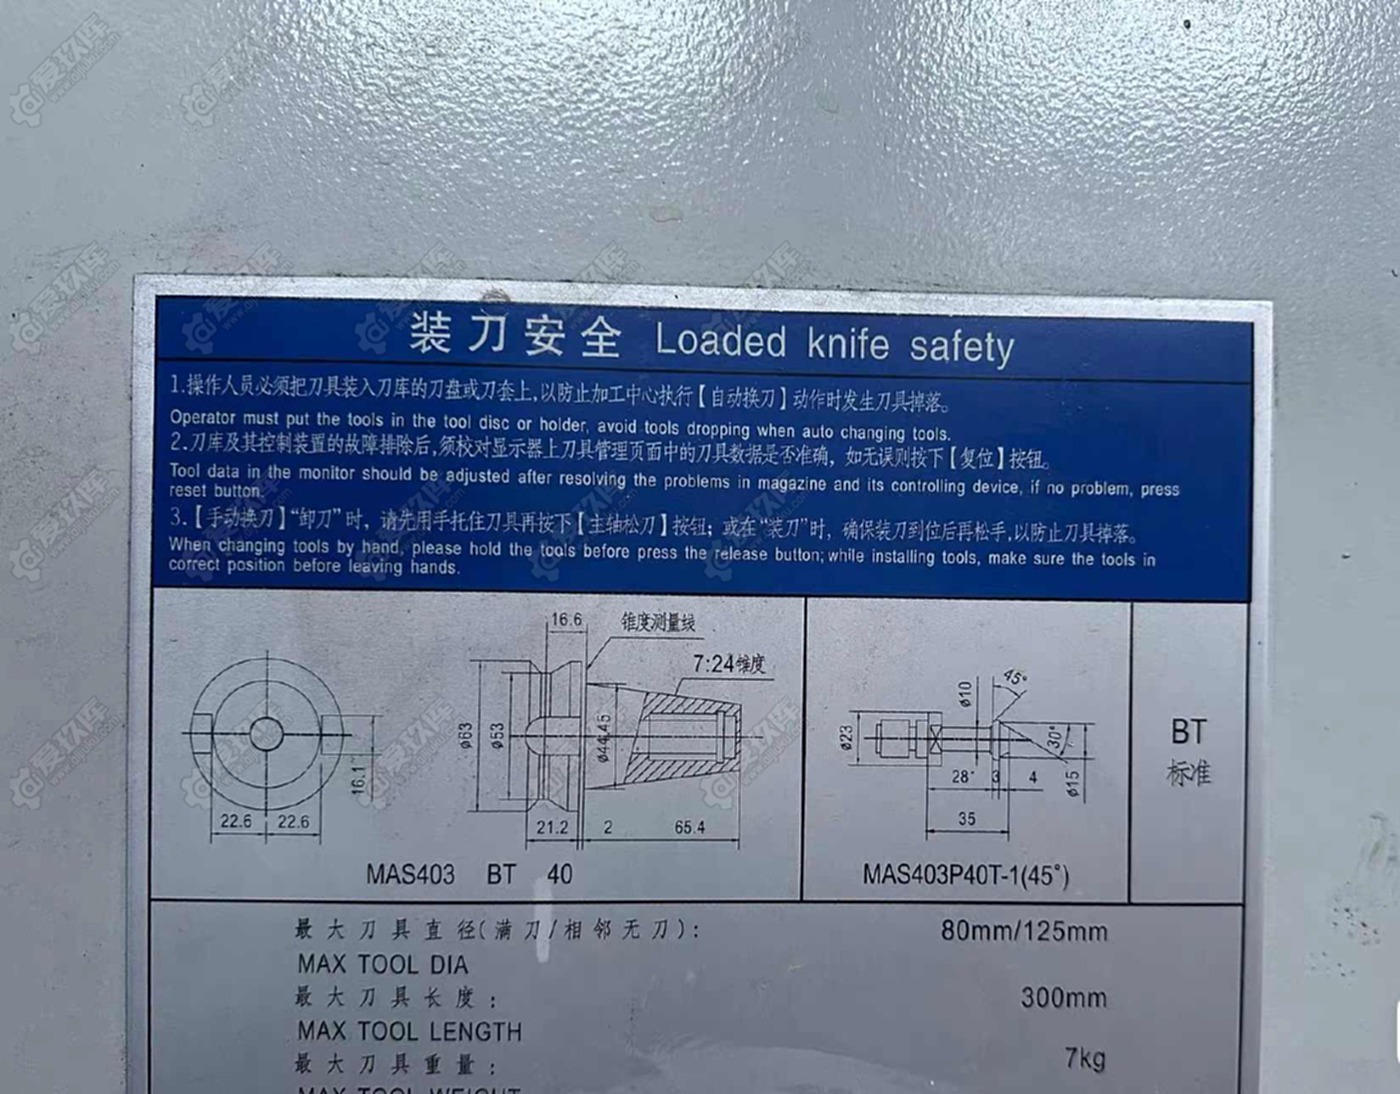 装刀安全 Loaded knife safety
1.操作人员必须把刀具装入刀库的刀盘或刀套上,以防止加工中心执行【自动换刀】动作时发生刀具掉落。
Operator must put the tools in the tool disc or holder, avoid tools dropping when auto changing tools.
2.刀库及其控制装置的故障排除后,须校对显示器上刀具管理页面中的刀具数据是否准确，如无误则按下【复位】按钮。
Tool data in the monitor should be adjusted after resolving the problems in magazine and its controlling device, if no problem, press
reset button.
3.【手动换刀】“卸刀”时，请先用手托住刀具再按下【主轴松刀】按钮；或在“装刀”时，确保装刀到位后再松手,以防止刀具掉落。
When changing tools by hand, please hold the tools before press the release button; while installing tools, make sure the tools in
correct position before leaving hands.
16.6 锥度测量线
7:24锥度
ø63 ø53 ø44.45
16.1
22.6 22.6
21.2 2 65.4
MAS403 BT 40
45°
ø10
ø23
30°
ø15
28 3 4
35
MAS403P40T-1(45°)
BT
标准
最大刀具直径(满刀/相邻无刀): 80mm/125mm
MAX TOOL DIA
最大刀具长度: 300mm
MAX TOOL LENGTH
最大刀具重量: 7kg
MAX TOOL WEIGHT
爱玖库